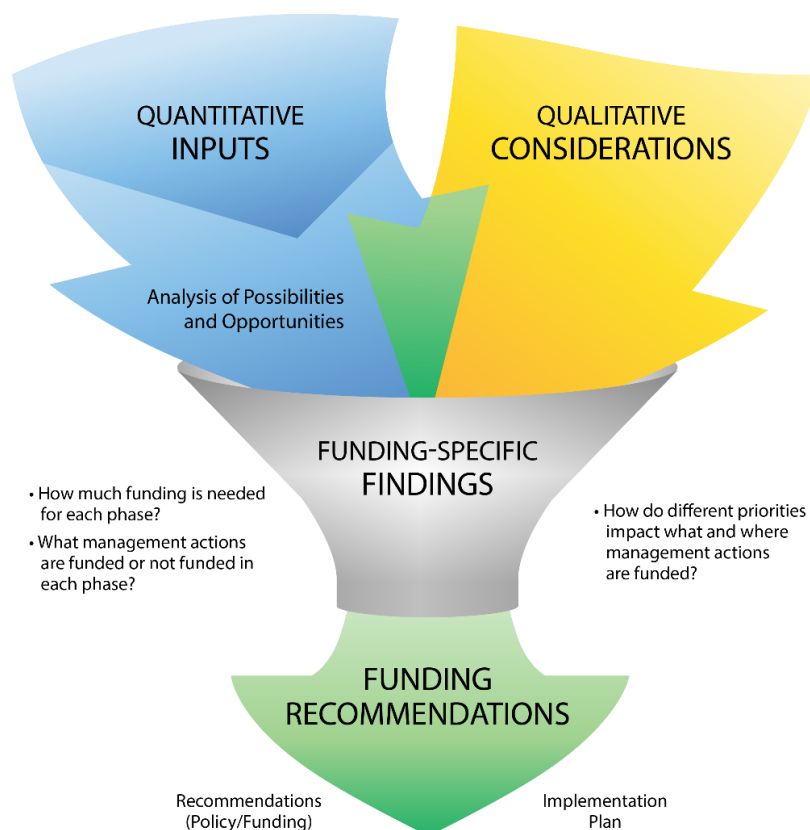 QUANTITATIVE
INPUTS
QUALITATIVE
CONSIDERATIONS
Analysis of Possibilities
and Opportunities
FUNDING-SPECIFIC
FINDINGS
• How much funding is needed
for each phase?
• What management actions
are funded or not funded in
each phase?
• How do different priorities
impact what and where
management actions
are funded?
FUNDING
RECOMMENDATIONS
Recommendations
(Policy/Funding)
Implementation
Plan